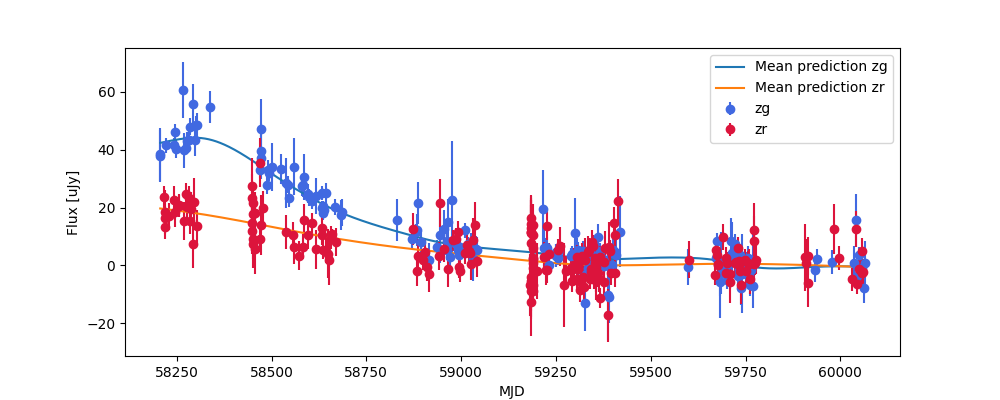 Mean prediction zg
Mean prediction zr
zg
zr
60
40
20
0
−20
Flux [uJy]
58250 58500 58750 59000 59250 59500 59750 60000
MJD